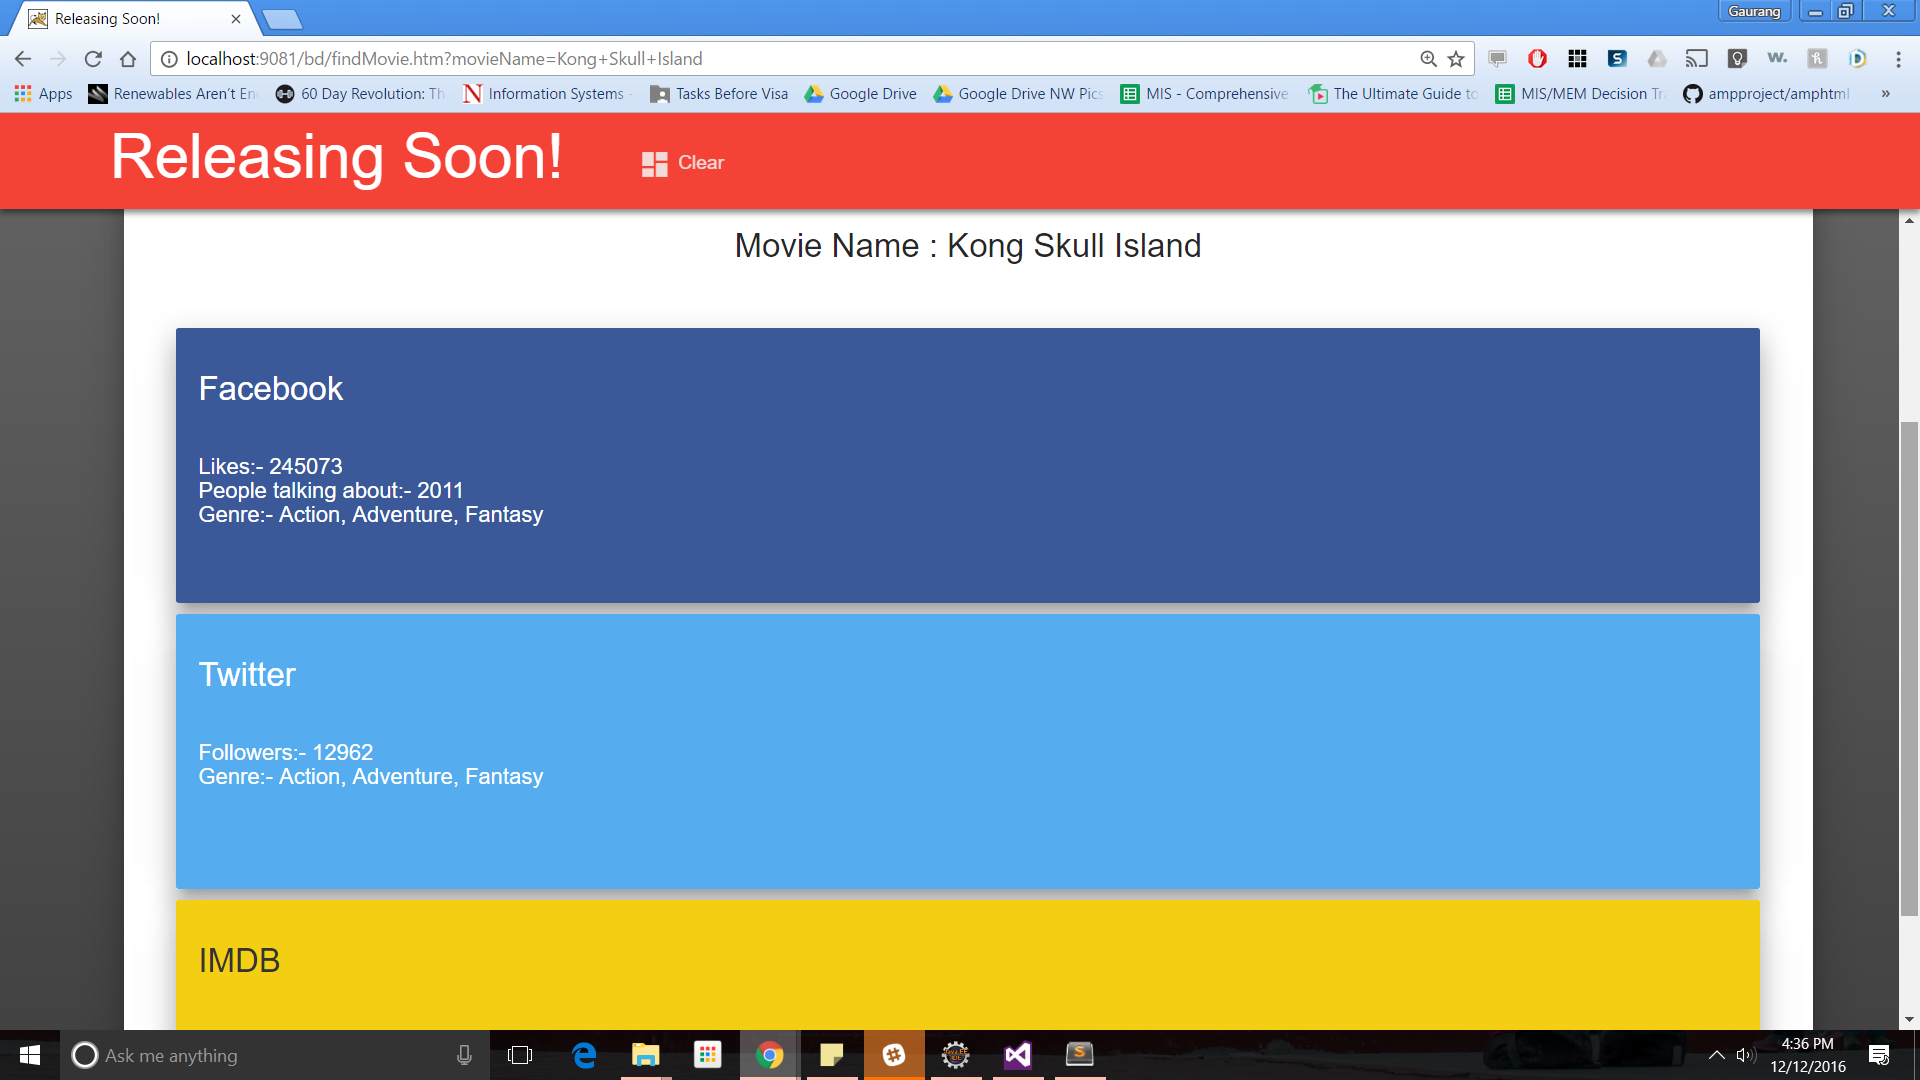 Releasing Soon!
Gaurang
localhost:9081/bd/findMovie.htm?movieName=Kong+Skull+Island
Apps
Renewables Aren't En
60 Day Revolution: Th
Information Systems -
Tasks Before Visa
Google Drive
Google Drive NW Pics
MIS - Comprehensive
The Ultimate Guide to
MIS/MEM Decision Tr
ampproject/amphtml
»
Releasing Soon!
Clear
Movie Name : Kong Skull Island
Facebook
Likes:- 245073
People talking about:- 2011
Genre:- Action, Adventure, Fantasy
Twitter
Followers:- 12962
Genre:- Action, Adventure, Fantasy
IMDB
Ask me anything
4:36 PM
12/12/2016